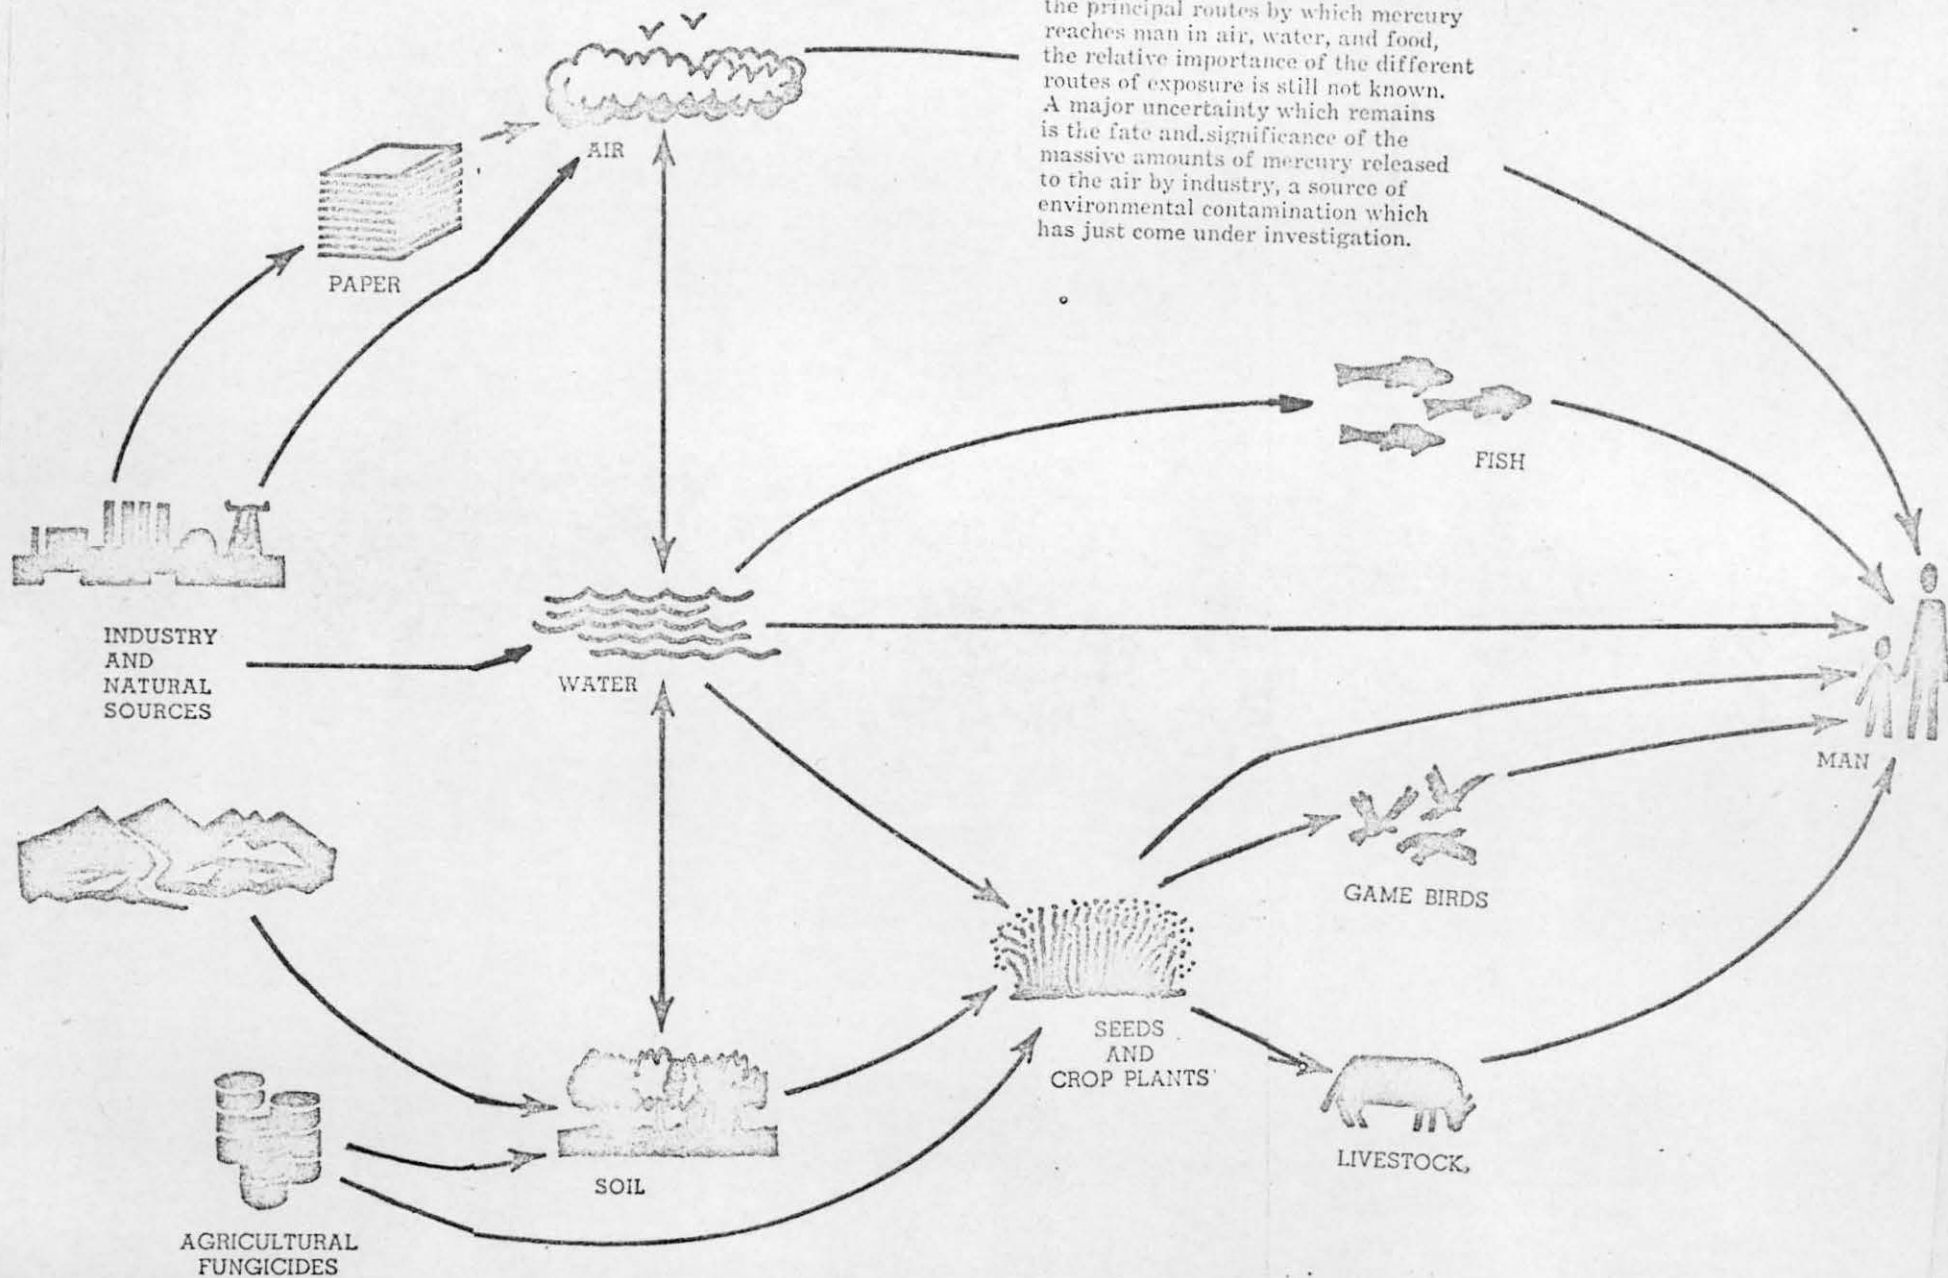 the principal routes by which mercury
reaches man in air, water, and food,
the relative importance of the different
routes of exposure is still not known.
A major uncertainty which remains
is the fate and significance of the
massive amounts of mercury released
to the air by industry, a source of
environmental contamination which
has just come under investigation.
AIR
PAPER
FISH
INDUSTRY
AND
NATURAL
SOURCES
WATER
MAN
GAME BIRDS
SEEDS
AND
CROP PLANTS
LIVESTOCK
SOIL
AGRICULTURAL
FUNGICIDES